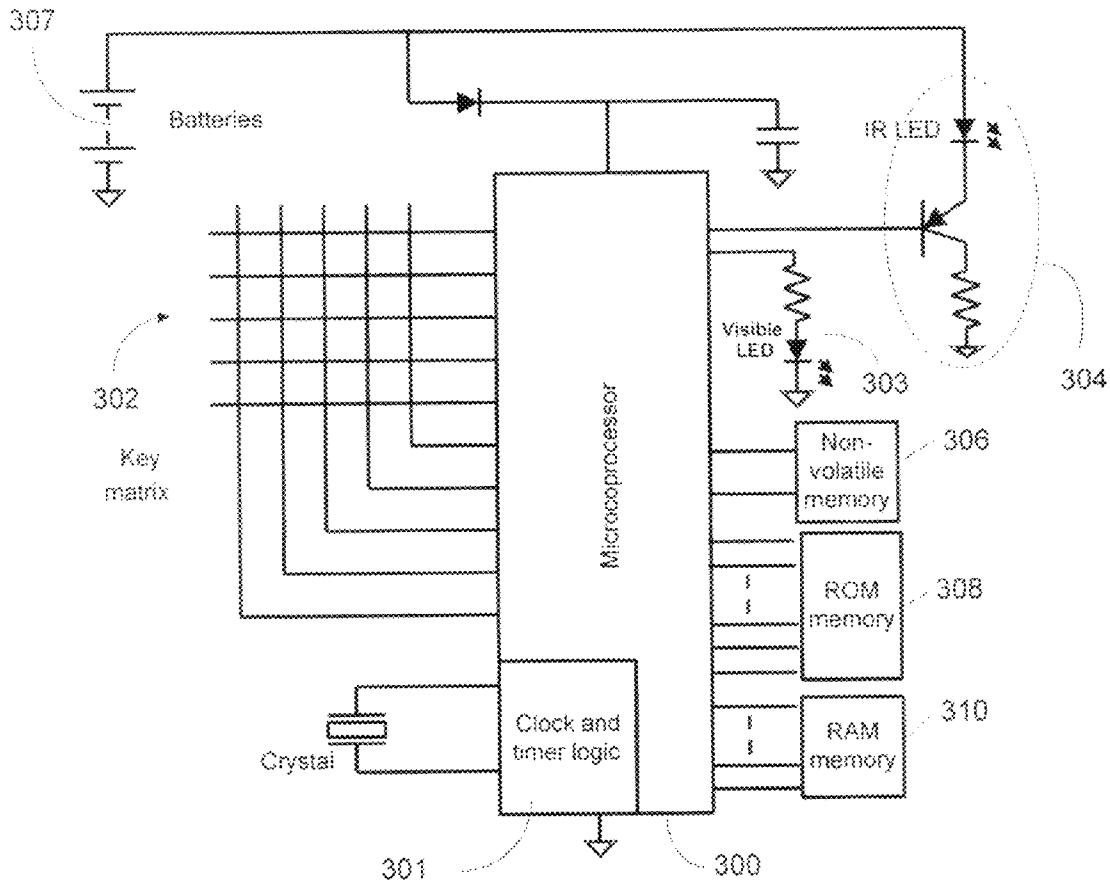 307
Batteries
IR LED
Visible
LED
303
304
302
Key
matrix
Microcoprocessor
Non-
volatile
memory
306
ROM
memory
308
RAM
memory
310
Crystal
Clock and
timer logic
301
300